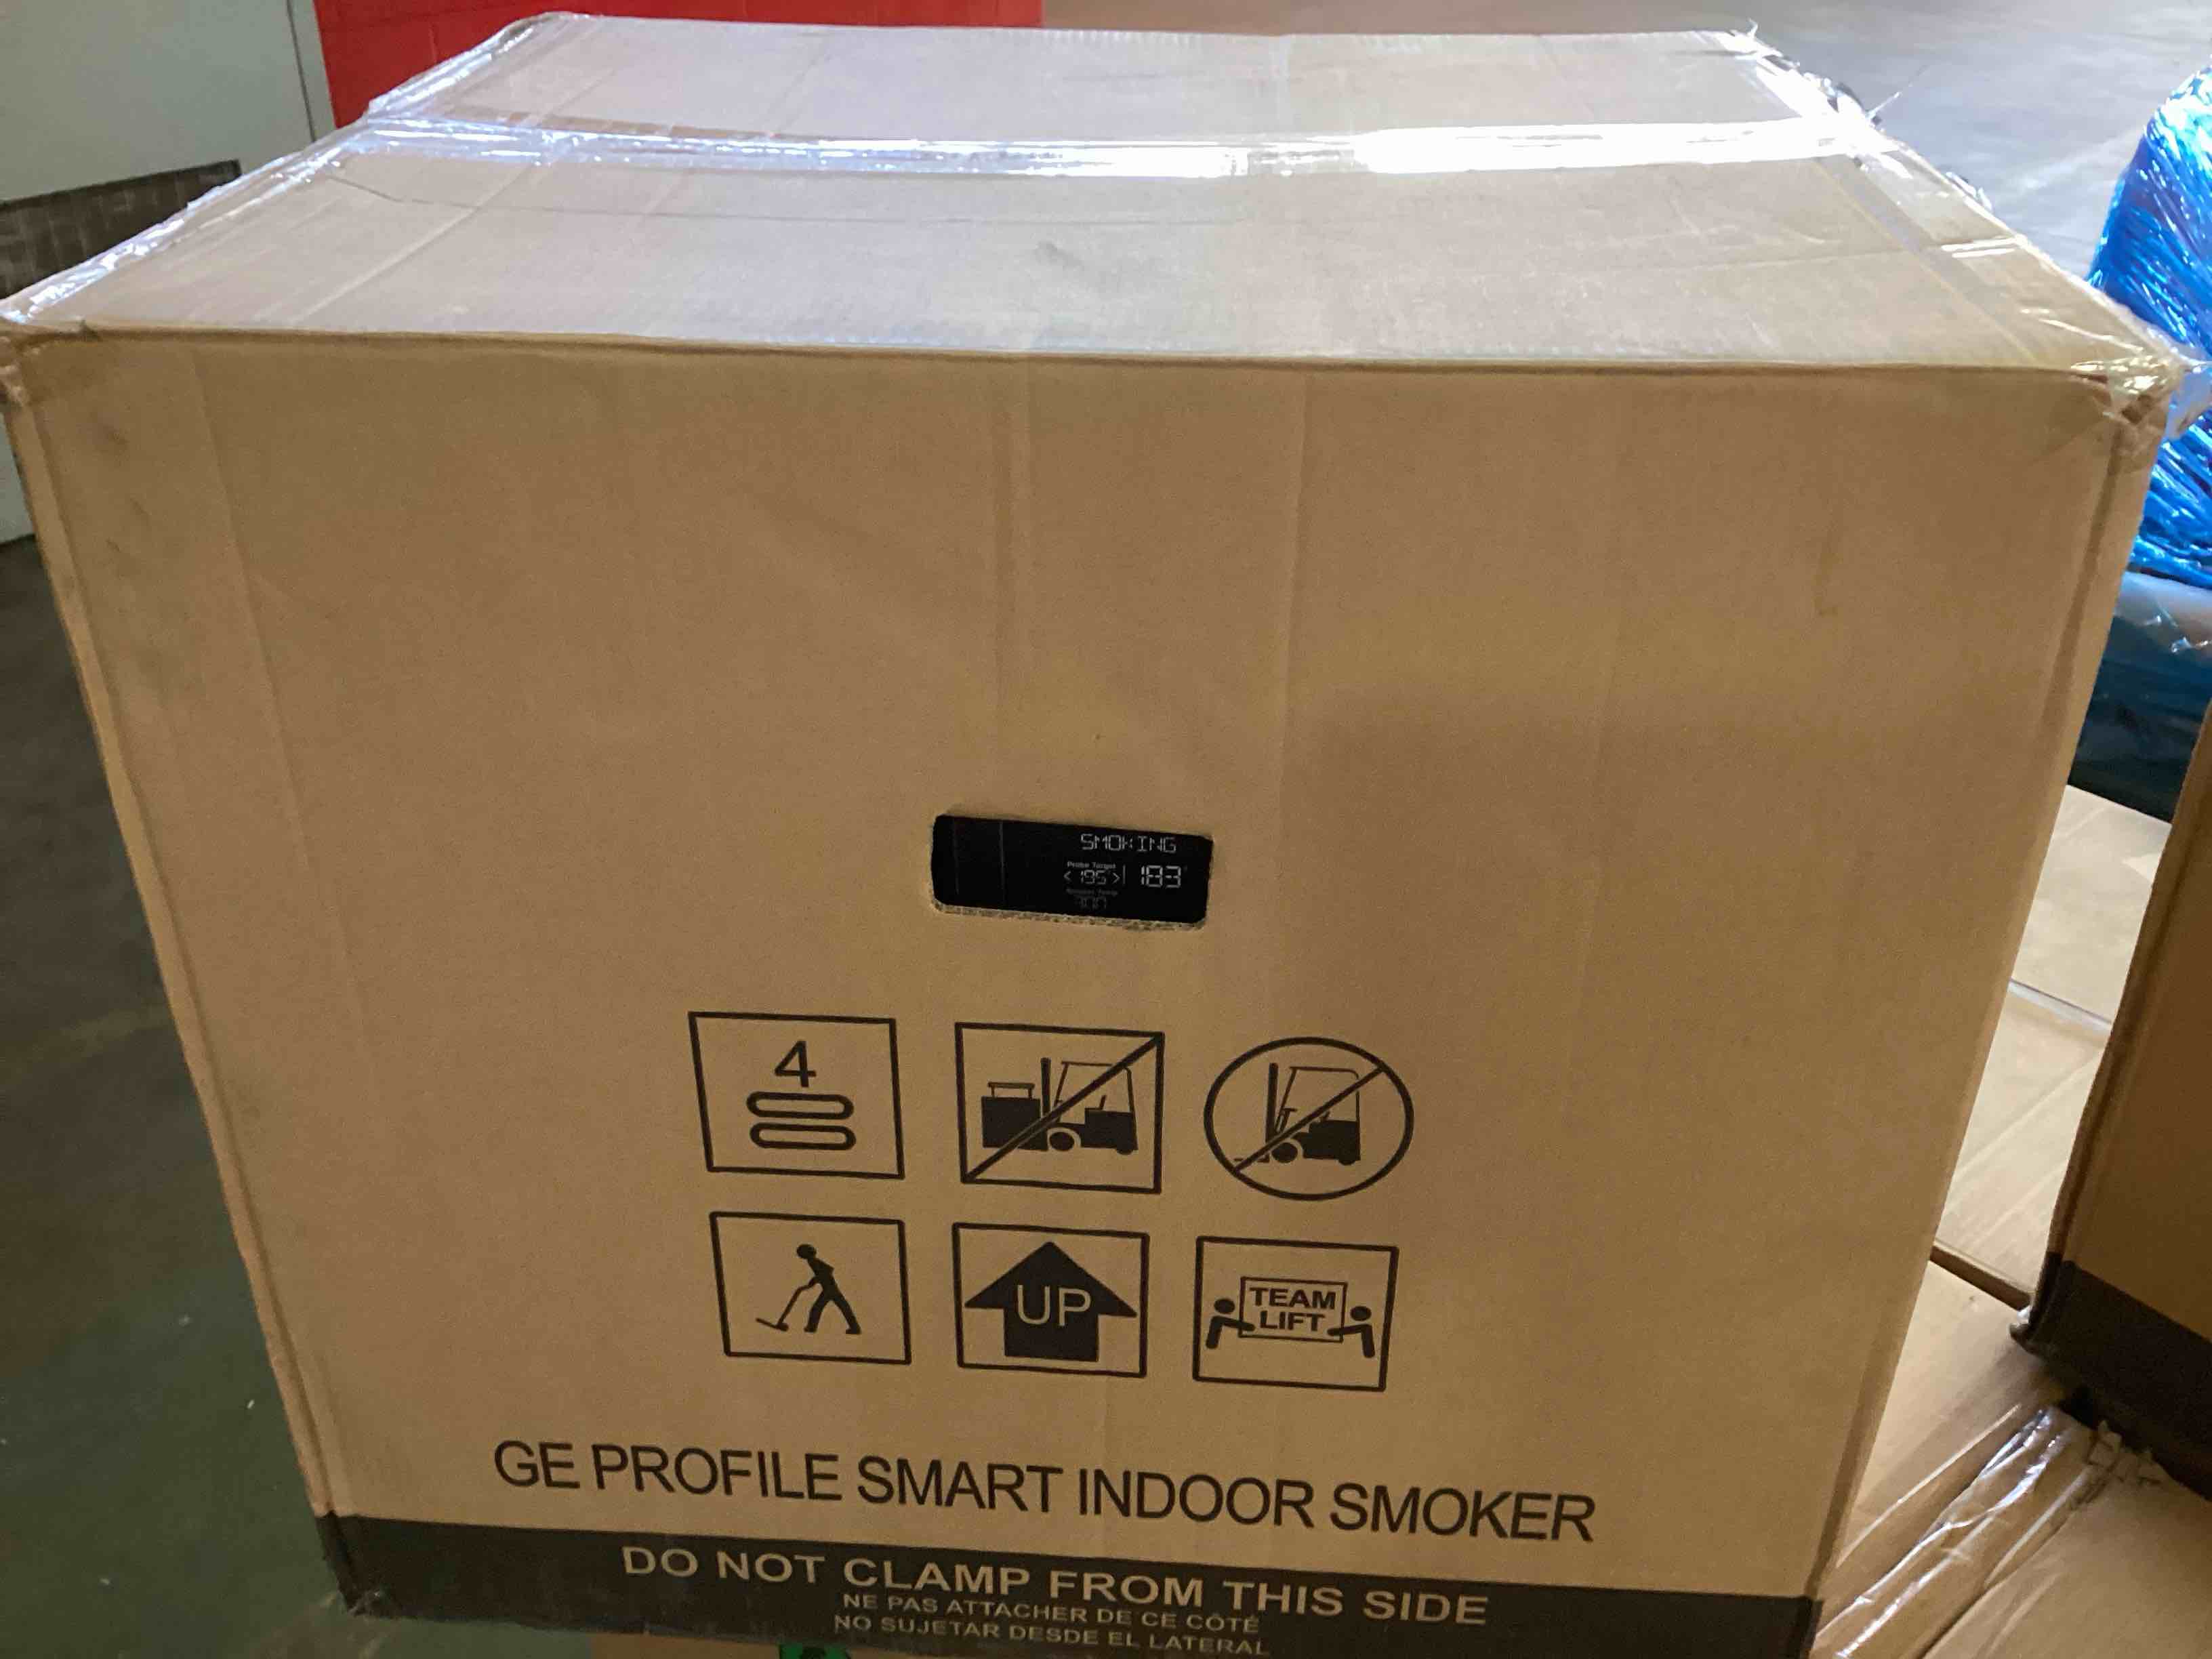 SMOKING
Probe Target
<195°> 183°
4
UP
TEAM
LIFT
GE PROFILE SMART INDOOR SMOKER
DO NOT CLAMP FROM THIS SIDE
NE PAS ATTACHER DE CE CÔTÉ
NO SUJETAR DESDE EL LATERAL